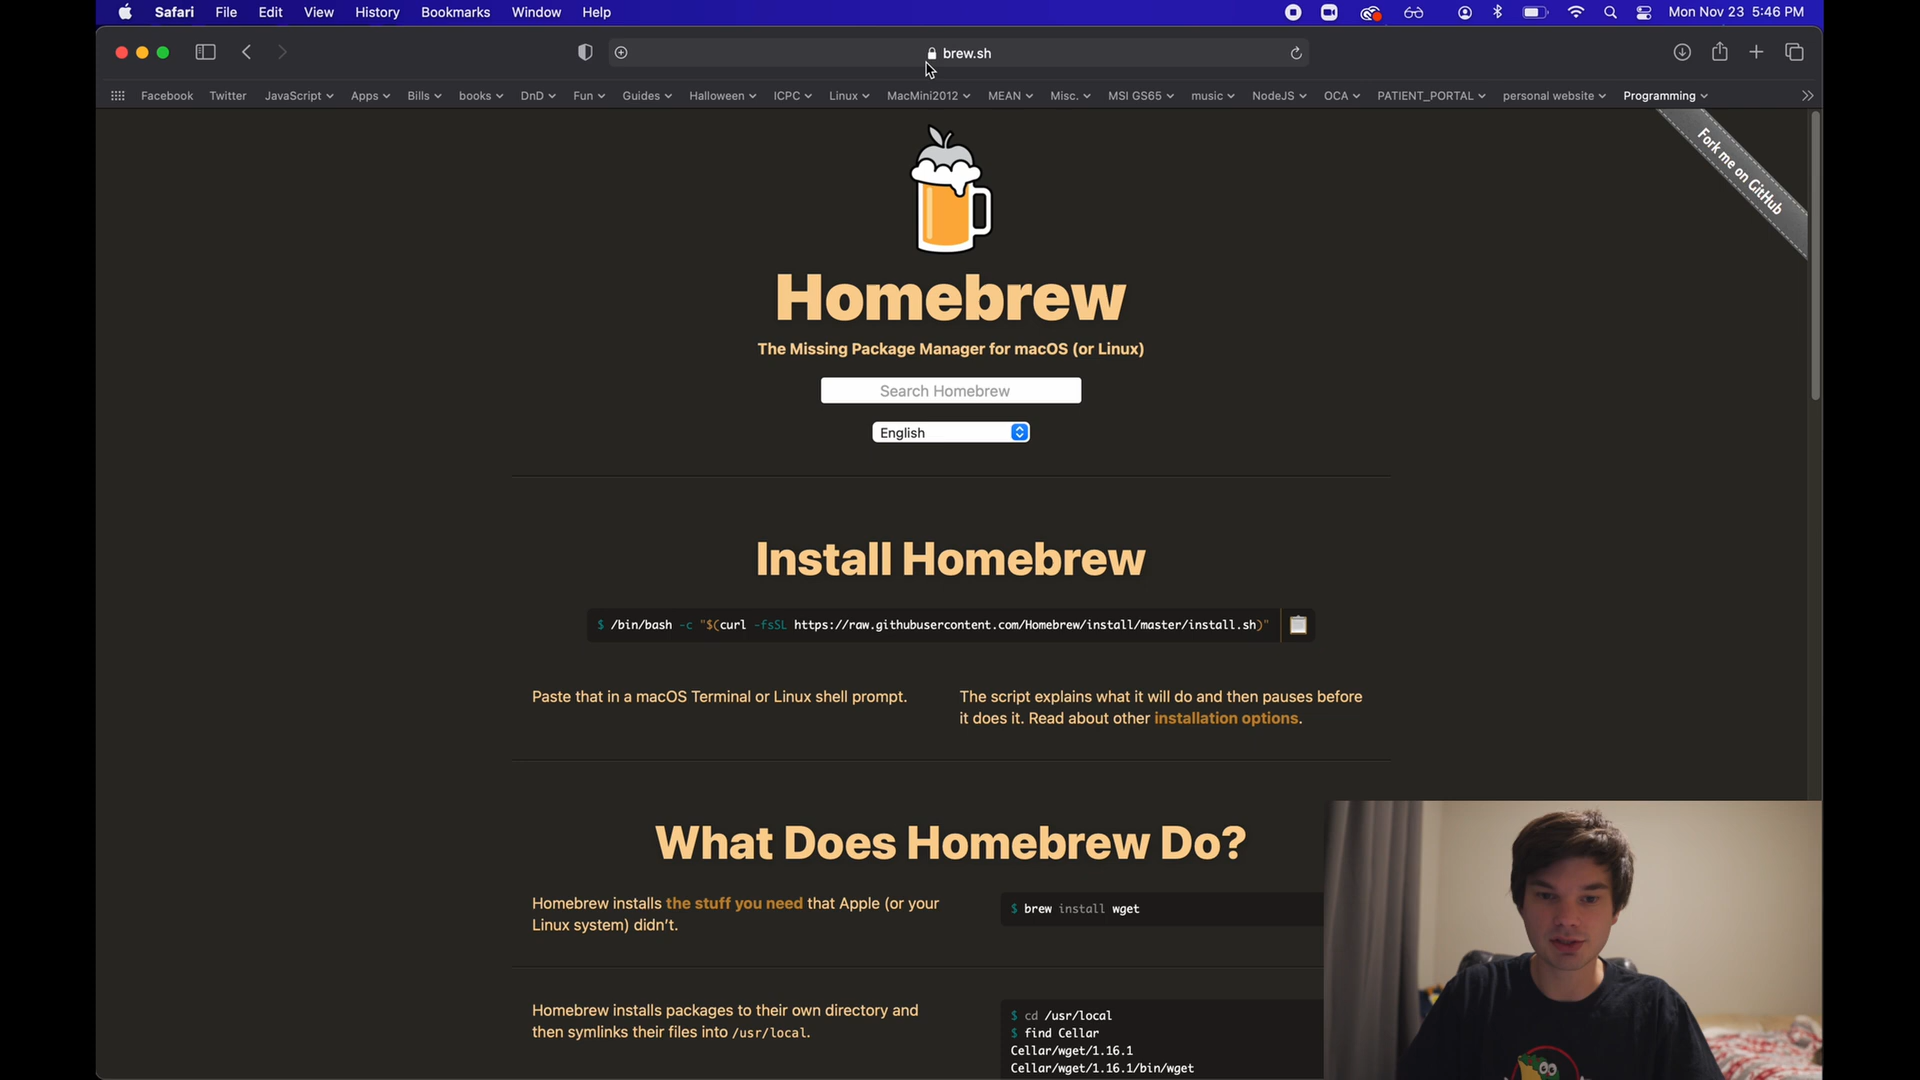 Safari File Edit View History Bookmarks Window Help Mon Nov 23 5:46 PM
brew.sh
Facebook Twitter JavaScript Apps Bills books DnD Fun Guides Halloween ICPC Linux MacMini2012 MEAN Misc. MSI GS65 music NodeJS OCA PATIENT_PORTAL personal website Programming
Fork me on GitHub
Homebrew
The Missing Package Manager for macOS (or Linux)
Search Homebrew
English
Install Homebrew
$ /bin/bash -c "$(curl -fsSL https://raw.githubusercontent.com/Homebrew/install/master/install.sh)"
Paste that in a macOS Terminal or Linux shell prompt.
The script explains what it will do and then pauses before
it does it. Read about other installation options.
What Does Homebrew Do?
Homebrew installs the stuff you need that Apple (or your
Linux system) didn't.
$ brew install wget
Homebrew installs packages to their own directory and
then symlinks their files into /usr/local.
$ cd /usr/local
$ find Cellar
Cellar/wget/1.16.1
Cellar/wget/1.16.1/bin/wget